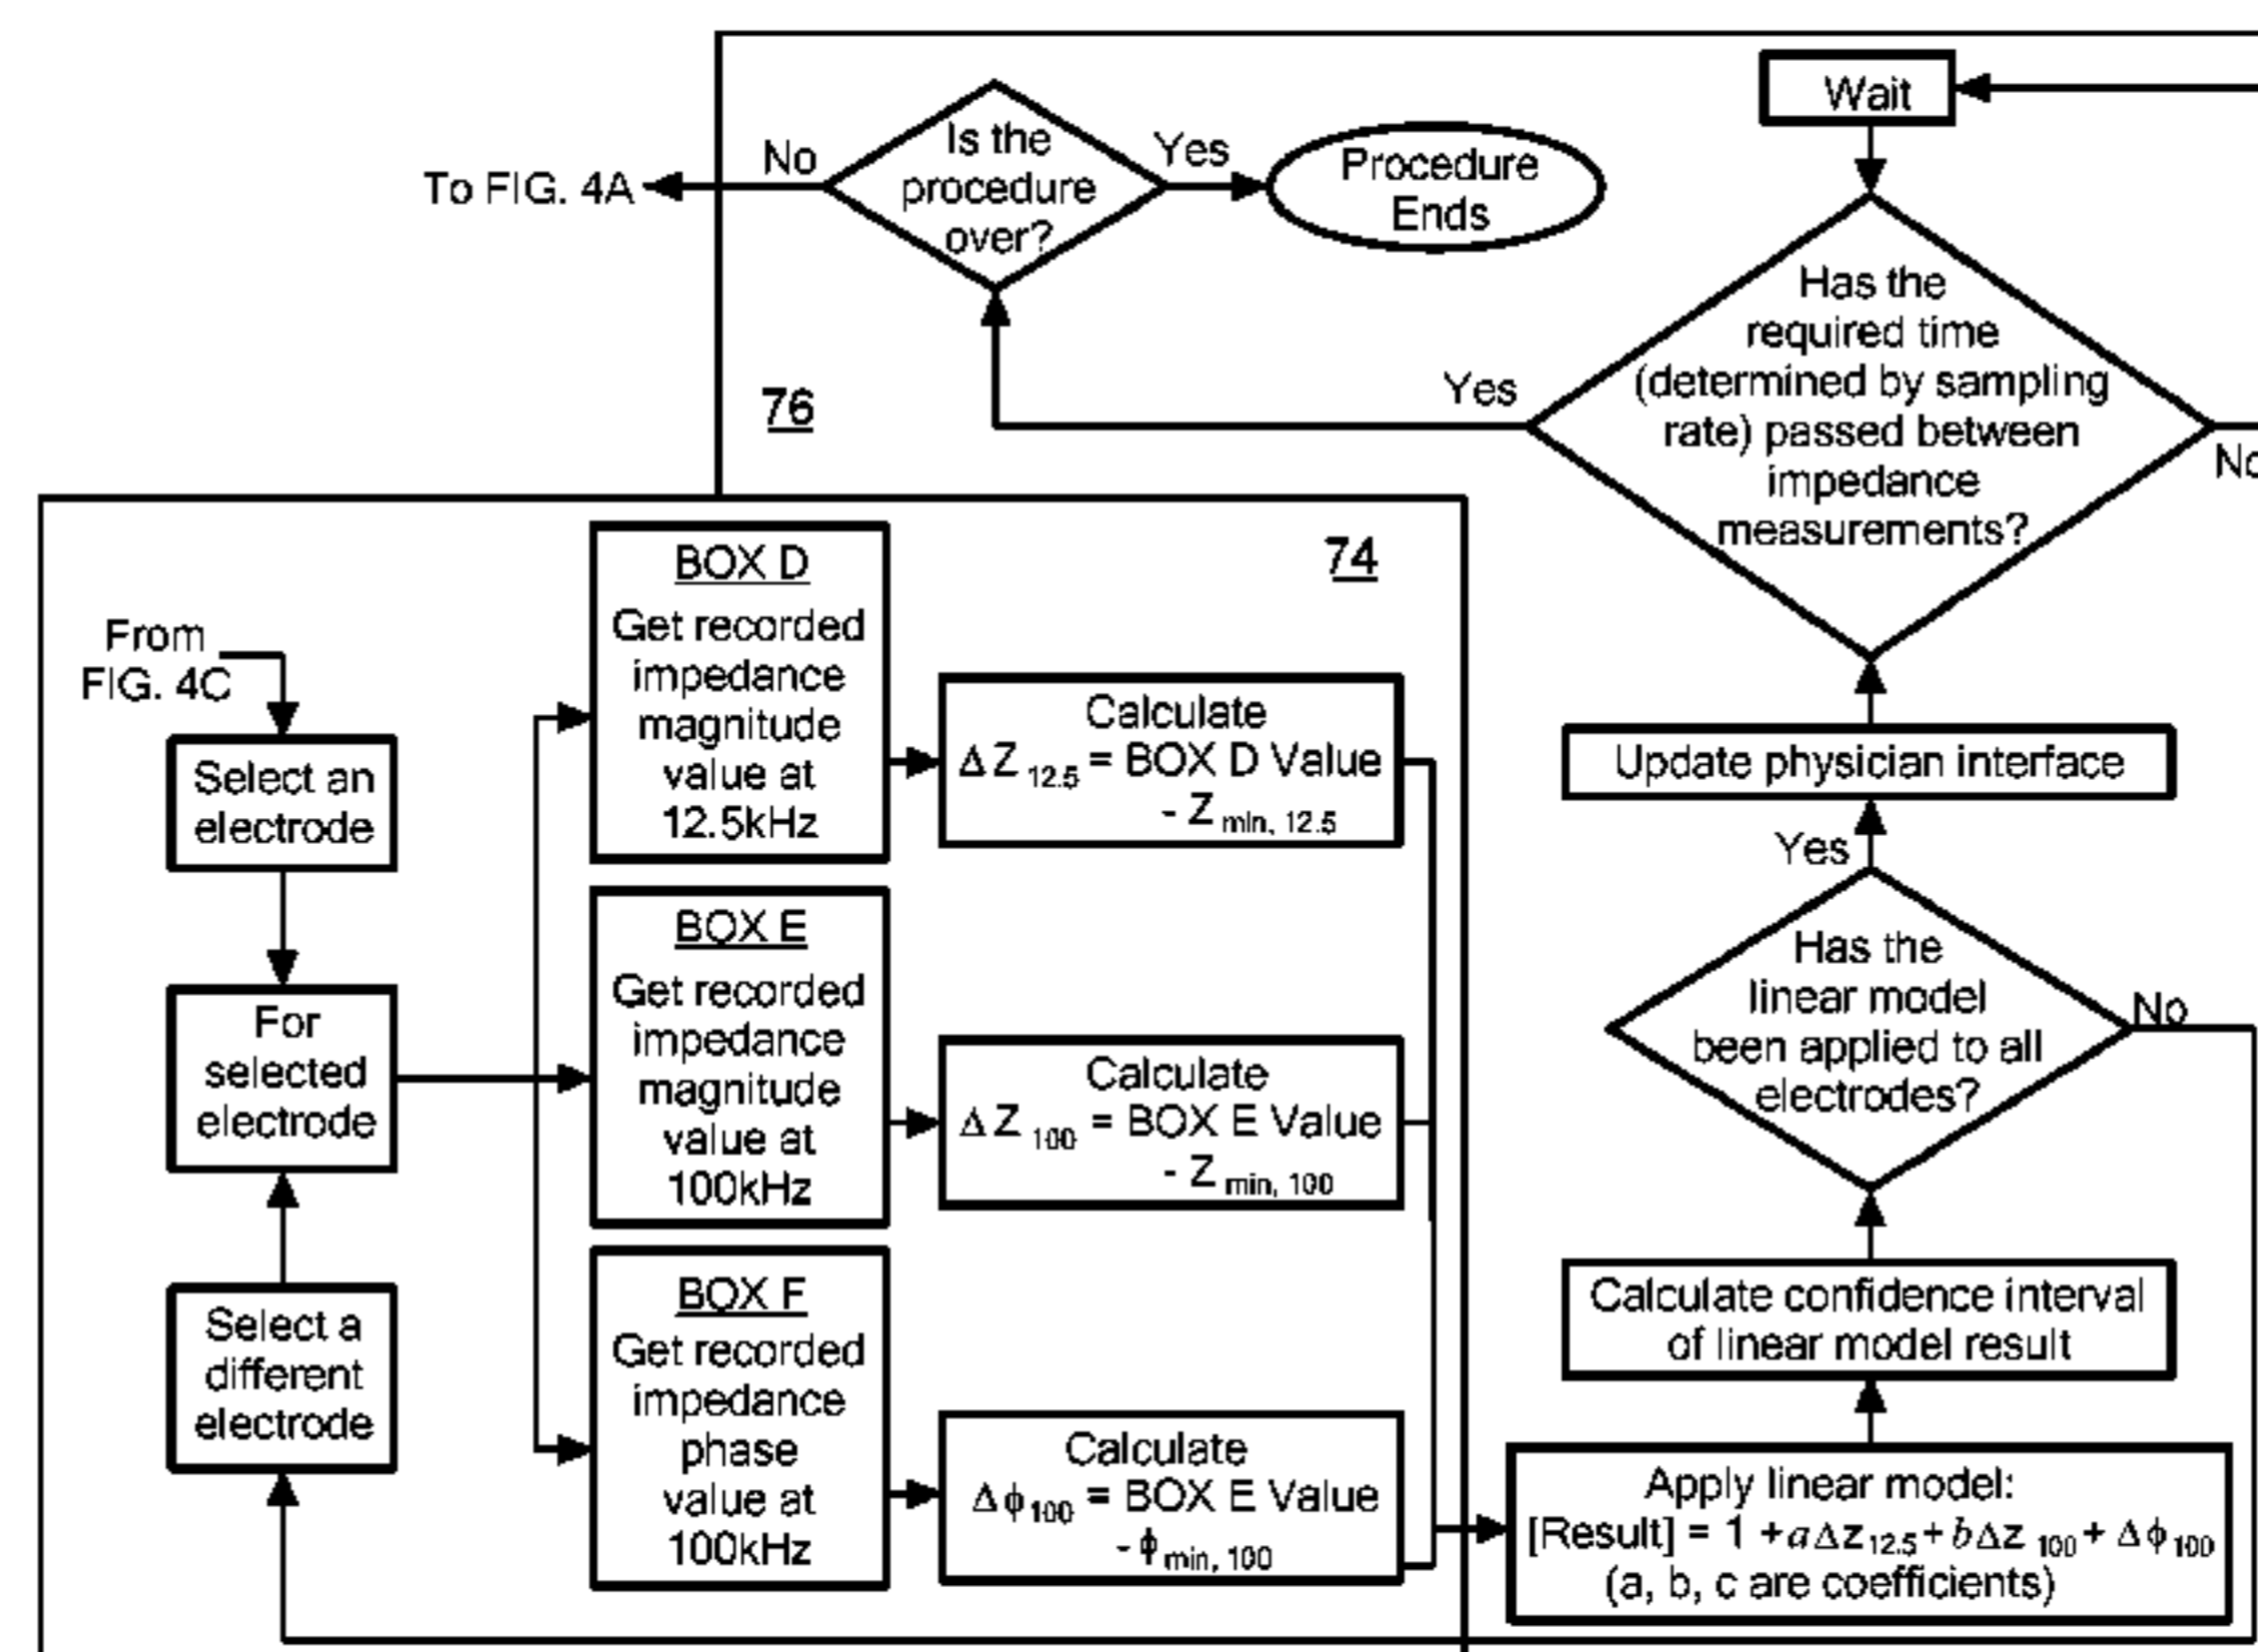 Wait
Is the
procedure
over?
No
Yes
Procedure
Ends
To FIG. 4A
Has the
required time
(determined by sampling
rate) passed between
impedance
measurements?
Yes
No
76
74
From
FIG. 4C
Select an
electrode
For
selected
electrode
Select a
different
electrode
BOX D
Get recorded
impedance
magnitude
value at
12.5kHz
Calculate
ΔZ 12.5 = BOX D Value
- Z min, 12.5
BOX E
Get recorded
impedance
magnitude
value at
100kHz
Calculate
ΔZ 100 = BOX E Value
- Z min, 100
BOX F
Get recorded
impedance
phase
value at
100kHz
Calculate
Δϕ100 = BOX E Value
- ϕmin, 100
Update physician interface
Yes
Has the
linear model
been applied to all
electrodes?
No
Calculate confidence interval
of linear model result
Apply linear model:
[Result] = 1 +aΔz12.5+bΔz 100+ Δϕ100
(a, b, c are coefficients)